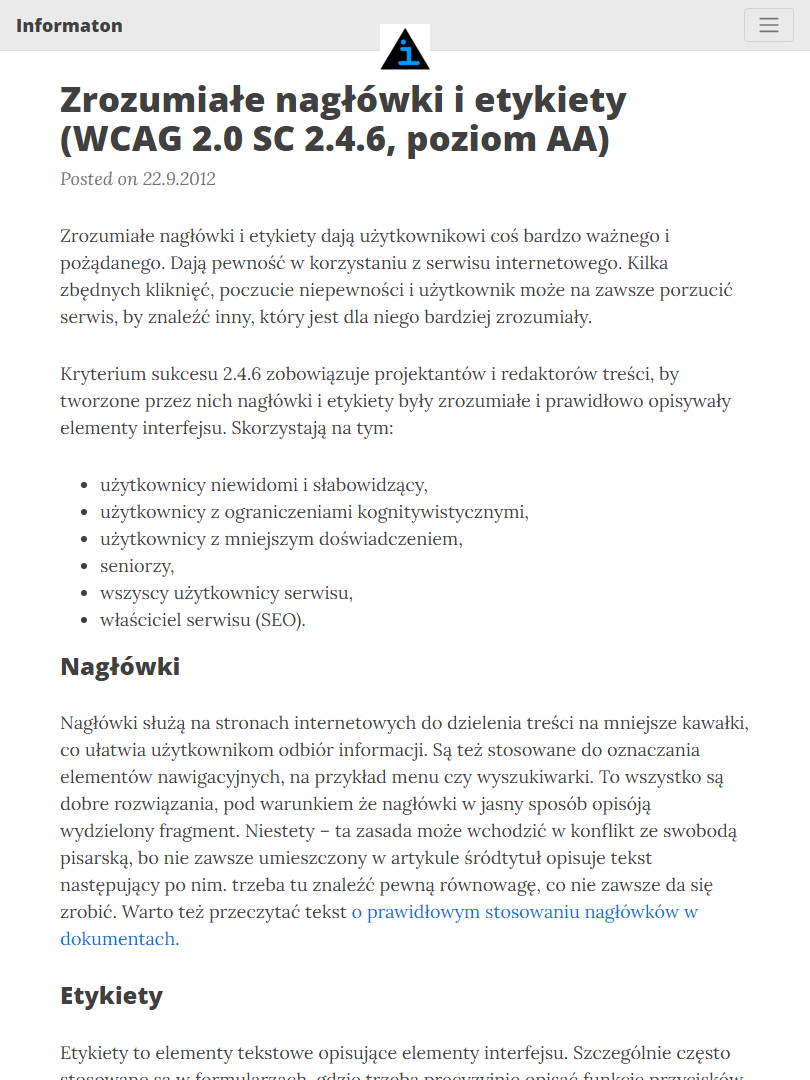 Informaton
i
Zrozumiałe nagłówki i etykiety
(WCAG 2.0 SC 2.4.6, poziom AA)
Posted on 22.9.2012
Zrozumiałe nagłówki i etykiety dają użytkownikowi coś bardzo ważnego i
pożądanego. Dają pewność w korzystaniu z serwisu internetowego. Kilka
zbędnych kliknięć, poczucie niepewności i użytkownik może na zawsze porzucić
serwis, by znaleźć inny, który jest dla niego bardziej zrozumiały.
Kryterium sukcesu 2.4.6 zobowiązuje projektantów i redaktorów treści, by
tworzone przez nich nagłówki i etykiety były zrozumiałe i prawidłowo opisywały
elementy interfejsu. Skorzystają na tym:
• użytkownicy niewidomi i słabowidzący,
• użytkownicy z ograniczeniami kognitywistycznymi,
• użytkownicy z mniejszym doświadczeniem,
• seniorzy,
• wszyscy użytkownicy serwisu,
• właściciel serwisu (SEO).
Nagłówki
Nagłówki służą na stronach internetowych do dzielenia treści na mniejsze kawałki,
co ułatwia użytkownikom odbiór informacji. Są też stosowane do oznaczania
elementów nawigacyjnych, na przykład menu czy wyszukiwarki. To wszystko są
dobre rozwiązania, pod warunkiem że nagłówki w jasny sposób opisóją
wydzielony fragment. Niestety – ta zasada może wchodzić w konflikt ze swobodą
pisarską, bo nie zawsze umieszczony w artykule śródtytuł opisuje tekst
następujący po nim. trzeba tu znaleźć pewną równowagę, co nie zawsze da się
zrobić. Warto też przeczytać tekst o prawidłowym stosowaniu nagłówków w
dokumentach.
Etykiety
Etykiety to elementy tekstowe opisujące elementy interfejsu. Szczególnie często
stosowane są w formularzach, gdzie trzeba precyzyjnie opisać funkcje przycisków